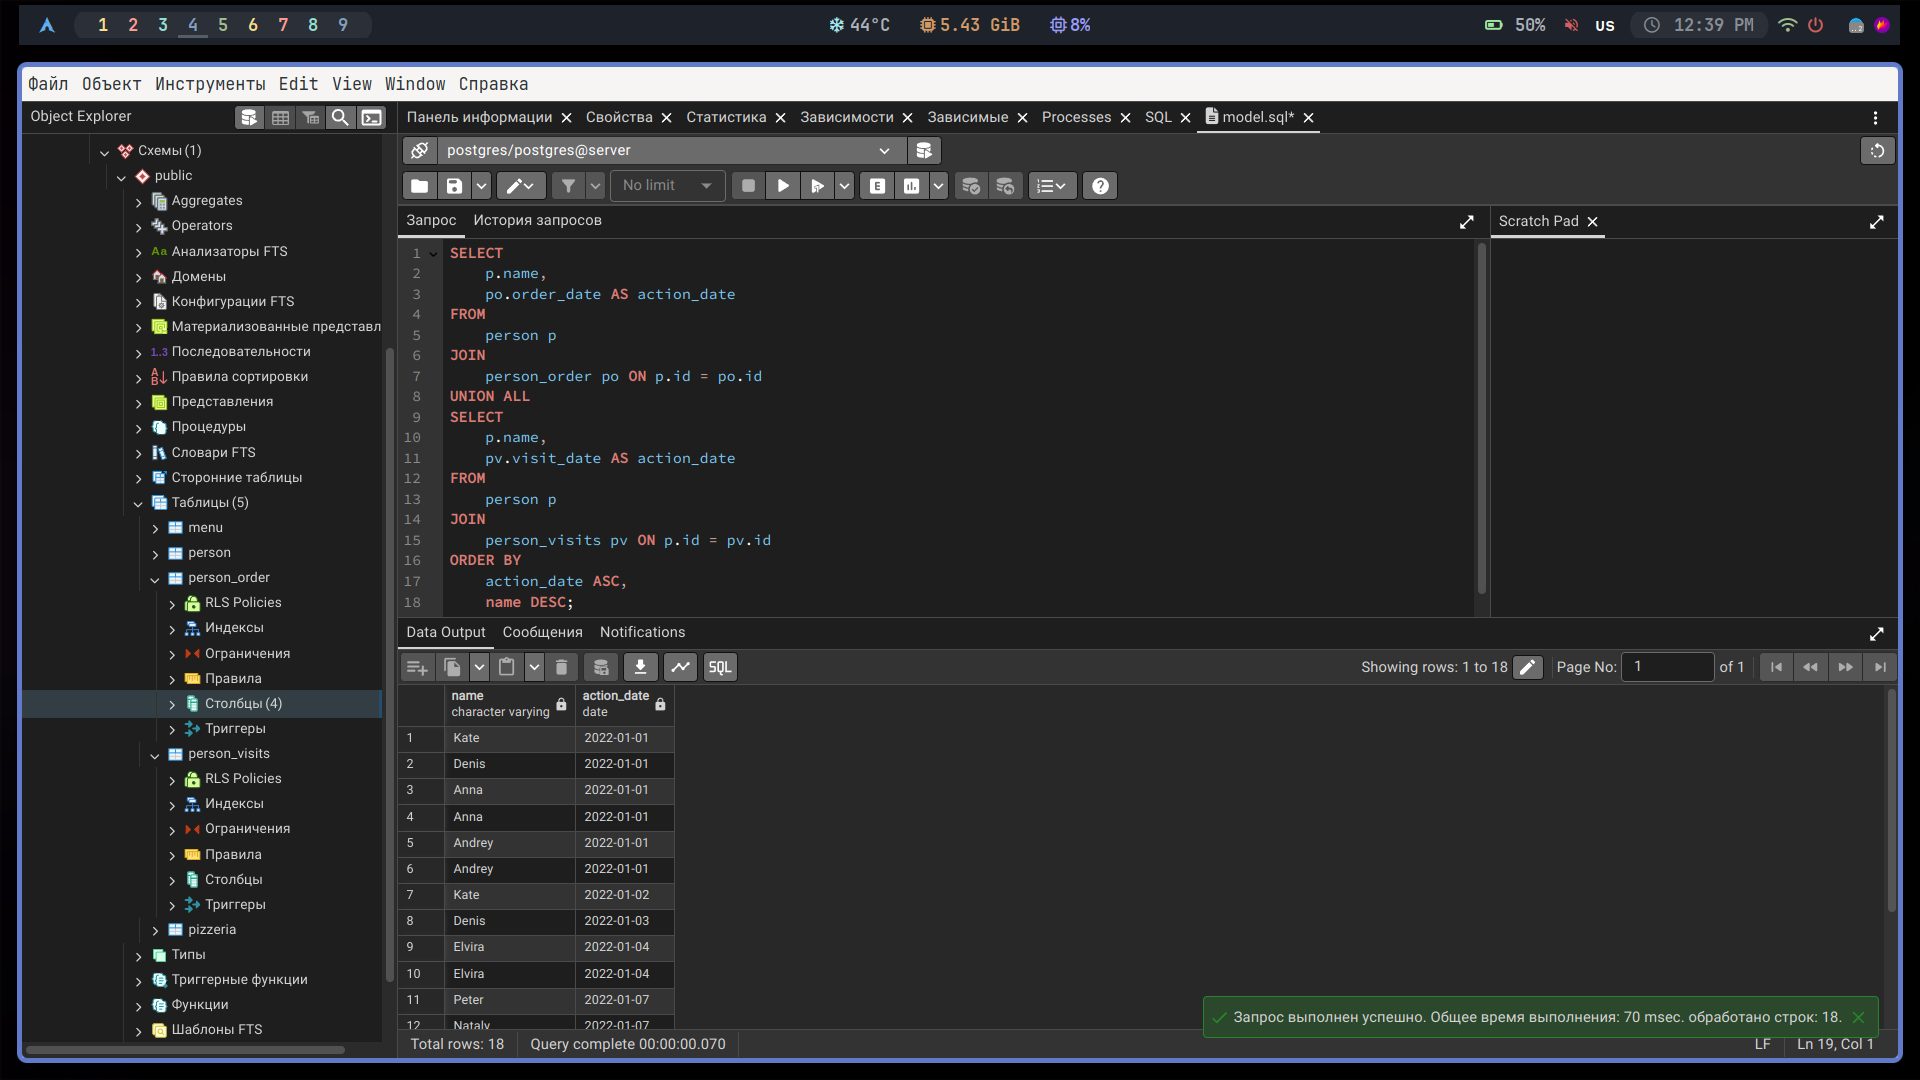 1 2 3 4 5 6 7 8 9
44°C 5.43 GiB 8%
50% US 12:39 PM
Файл Объект Инструменты Edit View Window Справка
Object Explorer
Схемы (1)
public
Aggregates
Operators
Aa Анализаторы FTS
Домены
Конфигурации FTS
Материализованные представл
1..3 Последовательности
Правила сортировки
Представления
Процедуры
Словари FTS
Сторонние таблицы
Таблицы (5)
menu
person
person_order
RLS Policies
Индексы
Ограничения
Правила
Столбцы (4)
Триггеры
person_visits
RLS Policies
Индексы
Ограничения
Правила
Столбцы
Триггеры
pizzeria
Типы
Триггерные функции
Функции
Шаблоны FTS
Панель информации Свойства Статистика Зависимости Зависимые Processes SQL model.sql*
postgres/postgres@server
No limit
E
Запрос История запросов
Scratch Pad
1 SELECT
2 p.name,
3 po.order_date AS action_date
4 FROM
5 person p
6 JOIN
7 person_order po ON p.id = po.id
8 UNION ALL
9 SELECT
10 p.name,
11 pv.visit_date AS action_date
12 FROM
13 person p
14 JOIN
15 person_visits pv ON p.id = pv.id
16 ORDER BY
17 action_date ASC,
18 name DESC;
Data Output Сообщения Notifications
SQL
Showing rows: 1 to 18 Page No: 1 of 1
name action_date
character varying date
1 Kate 2022-01-01
2 Denis 2022-01-01
3 Anna 2022-01-01
4 Anna 2022-01-01
5 Andrey 2022-01-01
6 Andrey 2022-01-01
7 Kate 2022-01-02
8 Denis 2022-01-03
9 Elvira 2022-01-04
10 Elvira 2022-01-04
11 Peter 2022-01-07
12 Nataly 2022-01-07
Запрос выполнен успешно. Общее время выполнения: 70 msec. обработано строк: 18.
Total rows: 18 Query complete 00:00:00.070
LF Ln 19, Col 1